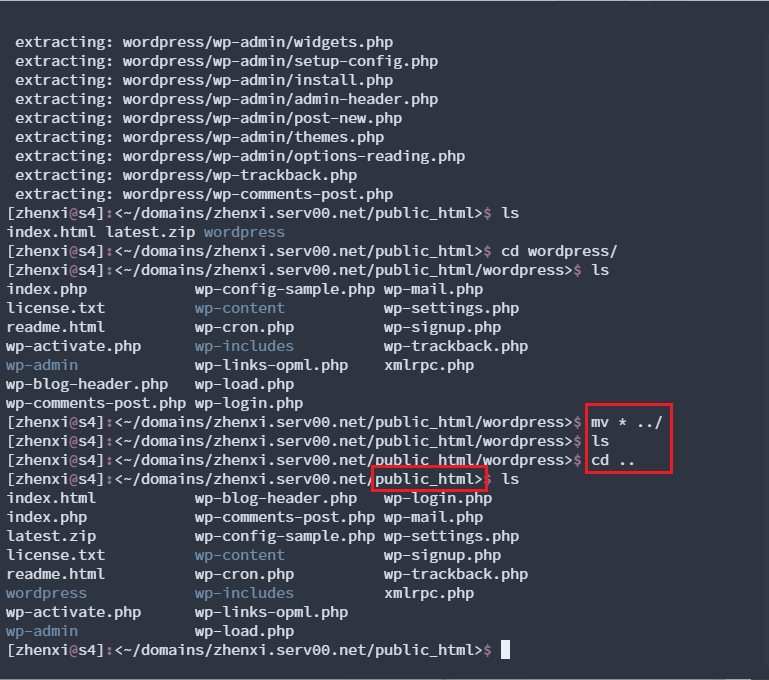 extracting: wordpress/wp-admin/widgets.php
extracting: wordpress/wp-admin/setup-config.php
extracting: wordpress/wp-admin/install.php
extracting: wordpress/wp-admin/admin-header.php
extracting: wordpress/wp-admin/post-new.php
extracting: wordpress/wp-admin/themes.php
extracting: wordpress/wp-admin/options-reading.php
extracting: wordpress/wp-trackback.php
extracting: wordpress/wp-comments-post.php
[zhenxi@s4]:<~/domains/zhenxi.serv00.net/public_html>$ ls
index.html latest.zip wordpress
[zhenxi@s4]:<~/domains/zhenxi.serv00.net/public_html>$ cd wordpress/
[zhenxi@s4]:<~/domains/zhenxi.serv00.net/public_html/wordpress>$ ls
index.php wp-config-sample.php wp-mail.php
license.txt wp-content wp-settings.php
readme.html wp-cron.php wp-signup.php
wp-activate.php wp-includes wp-trackback.php
wp-admin wp-links-opml.php xmlrpc.php
wp-blog-header.php wp-load.php
wp-comments-post.php wp-login.php
[zhenxi@s4]:<~/domains/zhenxi.serv00.net/public_html/wordpress>$ mv * ../
[zhenxi@s4]:<~/domains/zhenxi.serv00.net/public_html/wordpress>$ ls
[zhenxi@s4]:<~/domains/zhenxi.serv00.net/public_html/wordpress>$ cd ..
[zhenxi@s4]:<~/domains/zhenxi.serv00.net/public_html>$ ls
index.html wp-blog-header.php wp-login.php
index.php wp-comments-post.php wp-mail.php
latest.zip wp-config-sample.php wp-settings.php
license.txt wp-content wp-signup.php
readme.html wp-cron.php wp-trackback.php
wordpress wp-includes xmlrpc.php
wp-activate.php wp-links-opml.php
wp-admin wp-load.php
[zhenxi@s4]:<~/domains/zhenxi.serv00.net/public_html>$